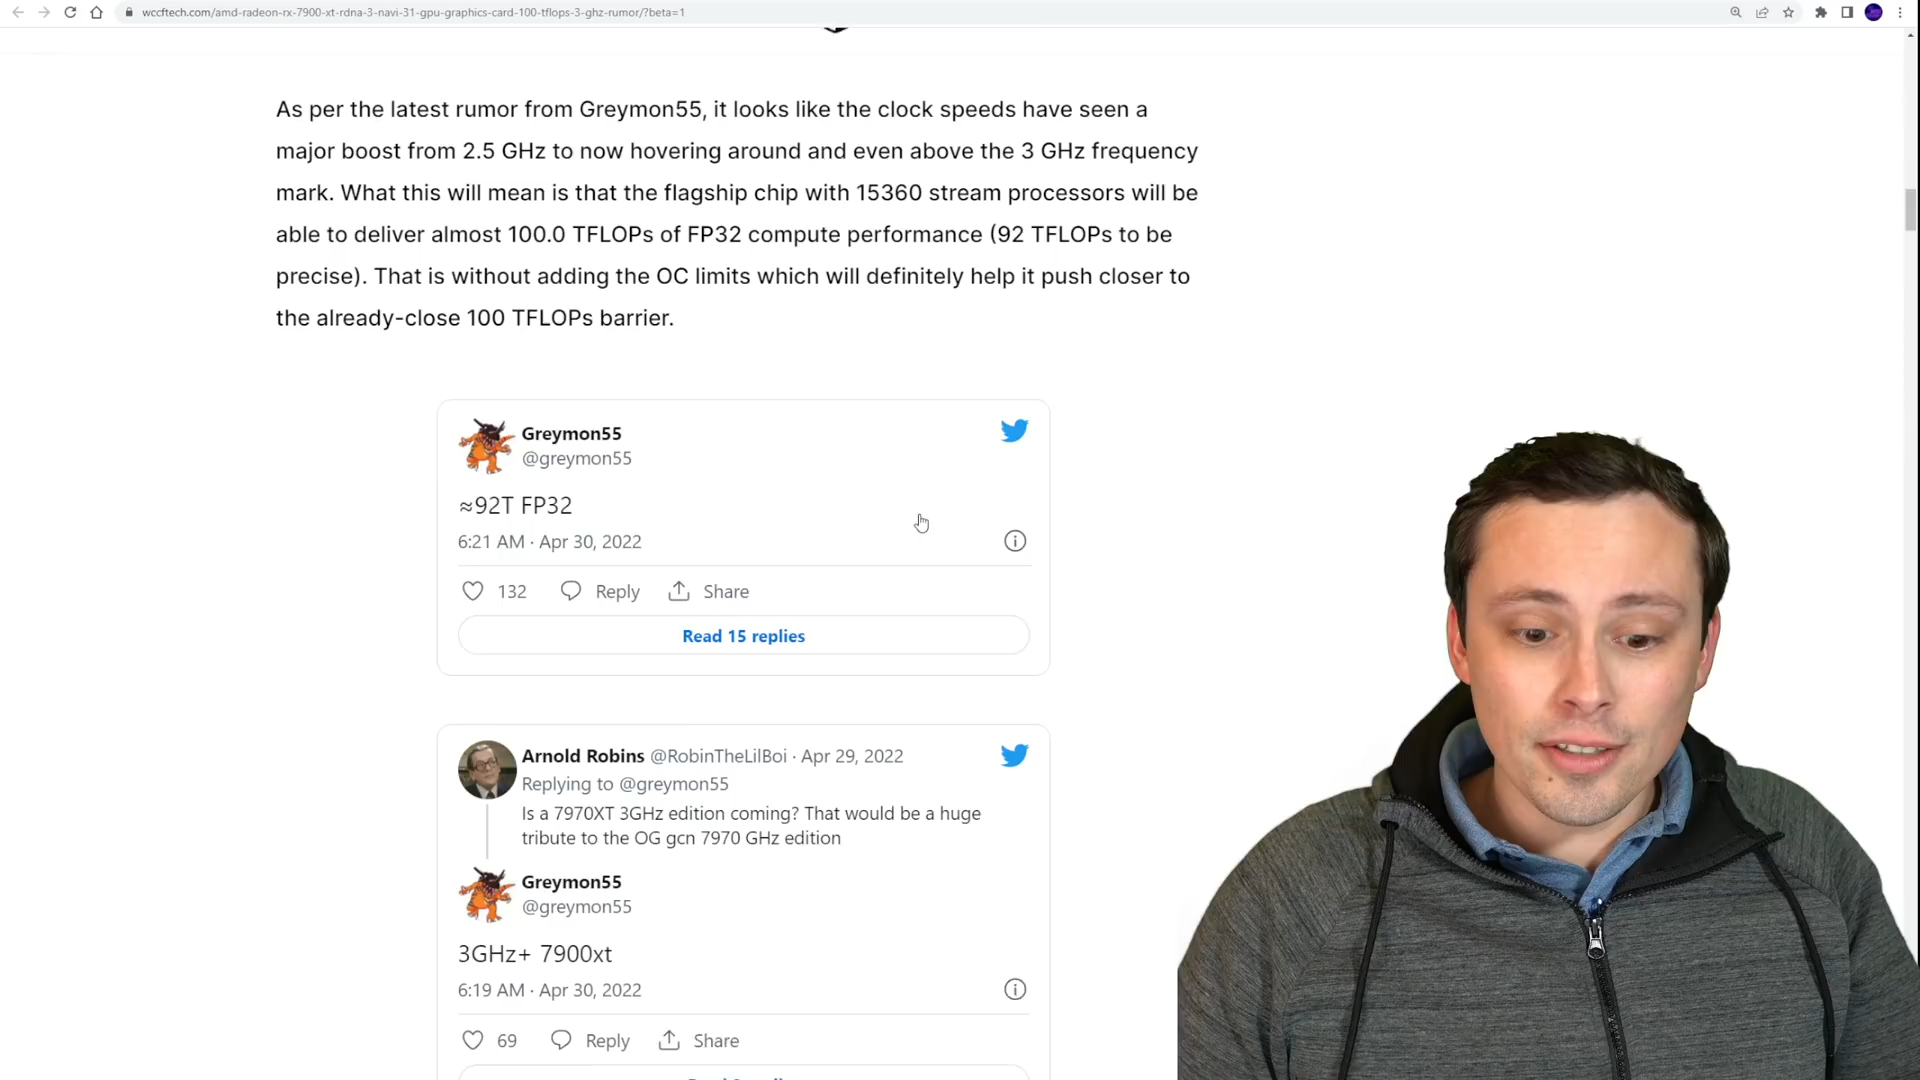 wccftech.com/amd-radeon-rx-7900-xt-rdna-3-navi-31-gpu-graphics-card-100-tflops-3-ghz-rumor/?beta=1
As per the latest rumor from Greymon55, it looks like the clock speeds have seen a
major boost from 2.5 GHz to now hovering around and even above the 3 GHz frequency
mark. What this will mean is that the flagship chip with 15360 stream processors will be
able to deliver almost 100.0 TFLOPs of FP32 compute performance (92 TFLOPs to be
precise). That is without adding the OC limits which will definitely help it push closer to
the already-close 100 TFLOPs barrier.
Greymon55
@greymon55
≈92T FP32
6:21 AM · Apr 30, 2022
132 Reply Share
Read 15 replies
Arnold Robins @RobinTheLilBoi · Apr 29, 2022
Replying to @greymon55
Is a 7970XT 3GHz edition coming? That would be a huge
tribute to the OG gcn 7970 GHz edition
Greymon55
@greymon55
3GHz+ 7900xt
6:19 AM · Apr 30, 2022
69 Reply Share